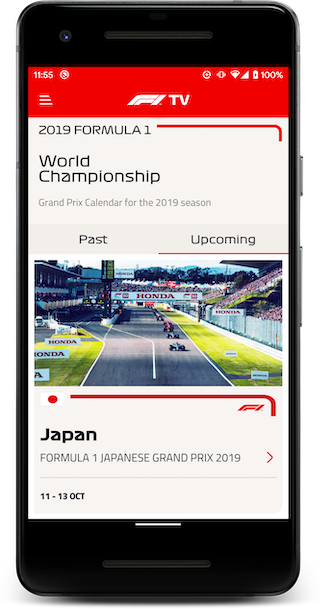 11:55
100%
F1 TV
2019 FORMULA 1
World
Championship
Grand Prix Calendar for the 2019 season
Past
Upcoming
HONDA
HONDA
HONDA
HONDA
HONDA
F1
Japan
FORMULA 1 JAPANESE GRAND PRIX 2019
11 - 13 OCT